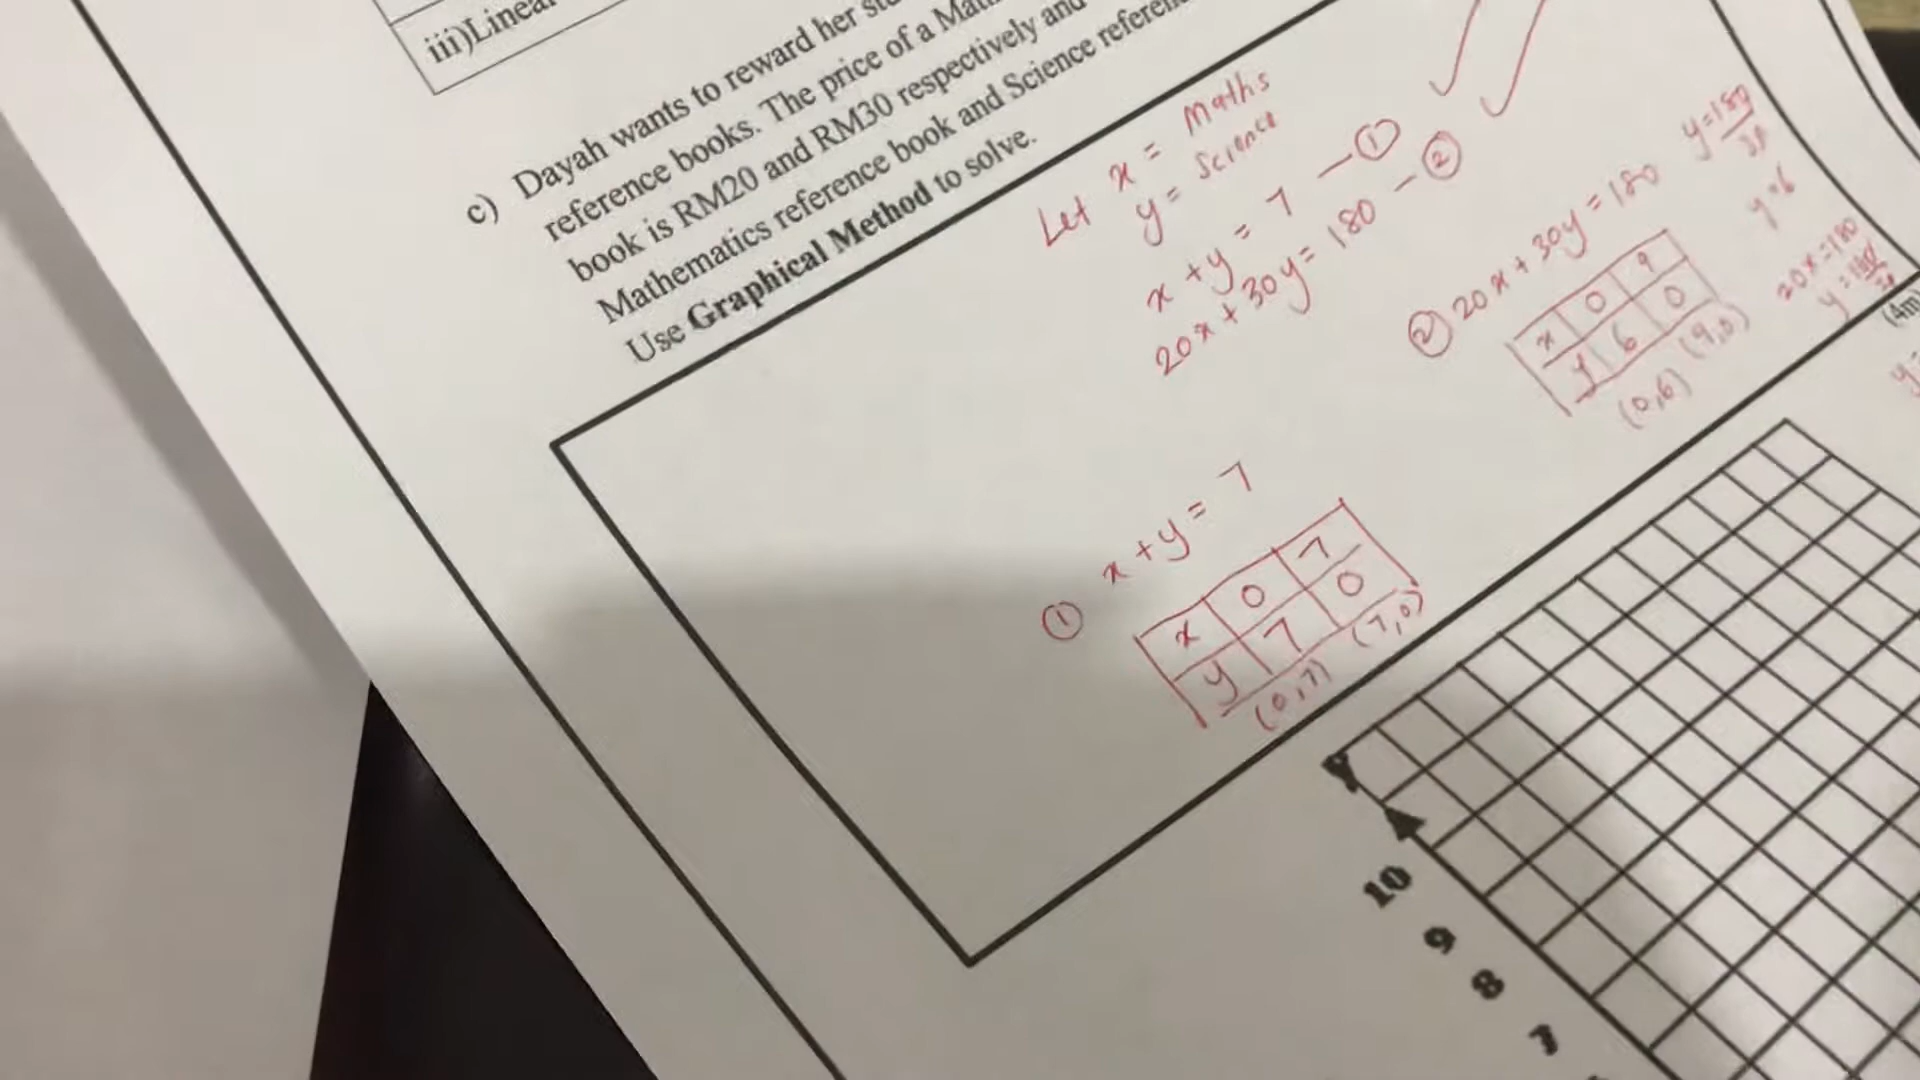 iii)Linear
c) Dayah wants to reward her
reference books. The price of a
book is RM20 and RM30 respectively and
Mathematics reference book and Science
Use Graphical Method to solve.
Let x = Maths
y = Science
x + y = 7 — ①
20x + 30y = 180 — ②
② 20x + 30y = 180
x 0 9
y 6 0
(0,6) (9,0)
y = 180/30
y = 6
20x = 180
(4m)
① x + y = 7
x 0 7
y 7 0
(0,7) (7,0)
Y
10
9
8
7